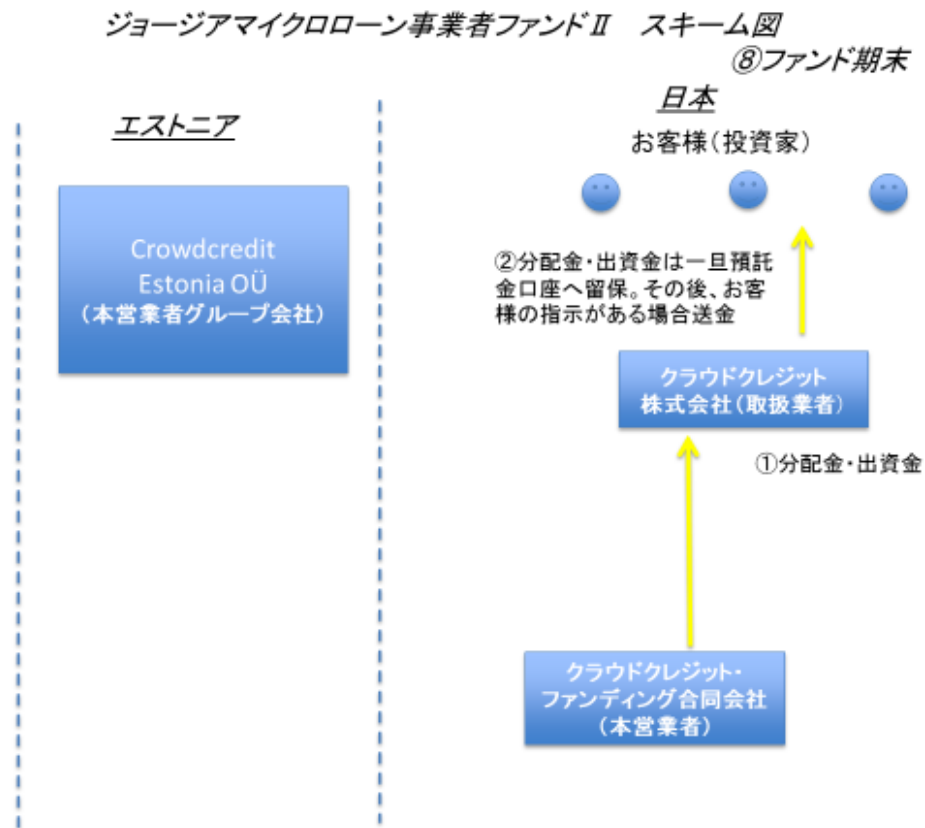 ジョージアマイクロローン事業者ファンドⅡ　スキーム図
⑧ファンド期末
エストニア
日本
お客様（投資家）
Crowdcredit
Estonia OÜ
（本営業者グループ会社）
②分配金・出資金は一旦預託
金口座へ留保。その後、お客
様の指示がある場合送金
クラウドクレジット
株式会社（取扱業者）
①分配金・出資金
クラウドクレジット・
ファンディング合同会社
（本営業者）